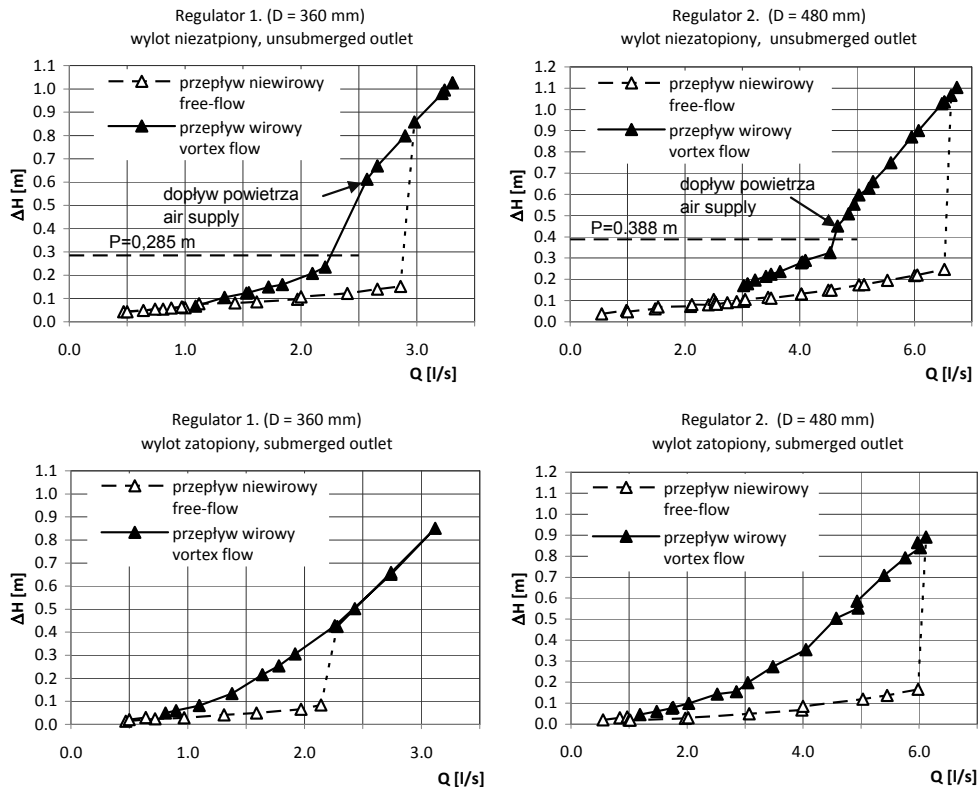 Regulator 1. (D = 360 mm)
wylot niezatpiony, unsubmerged outlet
1.1
1.0
0.9
0.8
0.7
0.6
0.5
0.4
0.3
0.2
0.1
0.0
ΔH [m]
przepływ niewirowy
free-flow
przepływ wirowy
vortex flow
dopływ powietrza
air supply
P=0,285 m
0.0 1.0 2.0 3.0
Q [l/s]
Regulator 2. (D = 480 mm)
wylot niezatopiony, unsubmerged outlet
1.2
1.1
1.0
0.9
0.8
0.7
0.6
0.5
0.4
0.3
0.2
0.1
0.0
ΔH [m]
przepływ niewirowy
free-flow
przepływ wirowy
vortex flow
dopływ powietrza
air supply
P=0.388 m
0.0 2.0 4.0 6.0
Q [l/s]
Regulator 1. (D = 360 mm)
wylot zatopiony, submerged outlet
1.1
1.0
0.9
0.8
0.7
0.6
0.5
0.4
0.3
0.2
0.1
0.0
ΔH [m]
przepływ niewirowy
free-flow
przepływ wirowy
vortex flow
0.0 1.0 2.0 3.0
Q [l/s]
Regulator 2. (D = 480 mm)
wylot zatopiony, submerged outlet
1.2
1.1
1.0
0.9
0.8
0.7
0.6
0.5
0.4
0.3
0.2
0.1
0.0
ΔH [m]
przepływ niewirowy
free-flow
przepływ wirowy
vortex flow
0.0 2.0 4.0 6.0
Q [l/s]